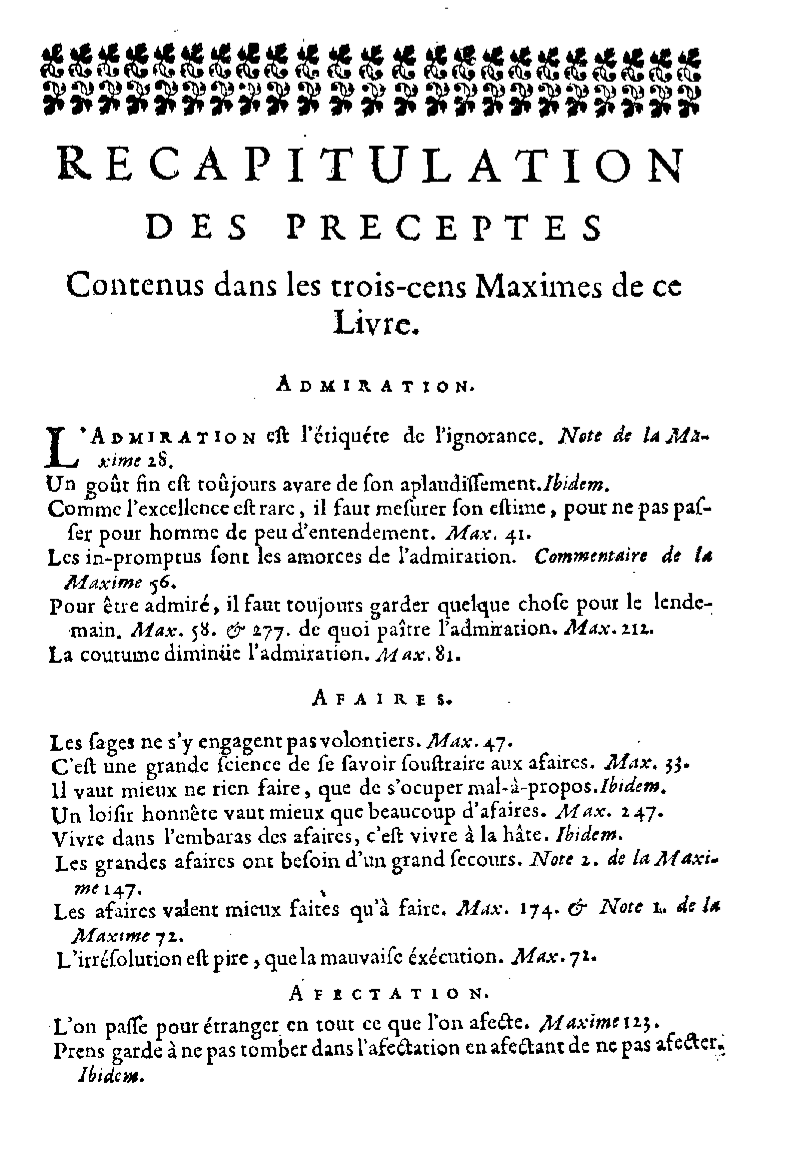 RECAPITULATION
DES PRECEPTES
Contenus dans les trois-cens Maximes de ce
Livre.
ADMIRATION.
L'ADMIRATION eſt l'étiquéte de l'ignorance. Note de la Ma-
xime 28.
Un goût fin eſt toûjours avare de ſon aplaudiſſement. Ibidem.
Comme l'excellence eſt rare, il faut meſurer ſon eſtime, pour ne pas paſ-
ſer pour homme de peu d'entendement. Max. 41.
Les in-promptus ſont les amorces de l'admiration. Commentaire de la
Maxime 56.
Pour être admiré, il faut toujours garder quelque choſe pour le lende-
main. Max. 58. & 277. de quoi paître l'admiration. Max. 212.
La coutume diminüe l'admiration. Max. 81.
AFAIRES.
Les ſages ne s'y engagent pas volontiers. Max. 47.
C'eſt une grande ſcience de ſe ſavoir ſouſtraire aux afaires. Max. 33.
Il vaut mieux ne rien faire, que de s'ocuper mal-à-propos. Ibidem.
Un loiſir honnête vaut mieux que beaucoup d'afaires. Max. 247.
Vivre dans l'embaras des afaires, c'eſt vivre à la hâte. Ibidem.
Les grandes afaires ont beſoin d'un grand ſecours. Note 2. de la Maxi-
me 147.
Les afaires valent mieux faites qu'à faire. Max. 174. & Note 1. de la
Maxime 72.
L'irréſolution eſt pire, que la mauvaiſe éxécution. Max. 72.
AFECTATION.
L'on paſſe pour étranger en tout ce que l'on afecte. Maxime 123.
Prens garde à ne pas tomber dans l'afectation en afectant de ne pas afecter.
Ibidem.